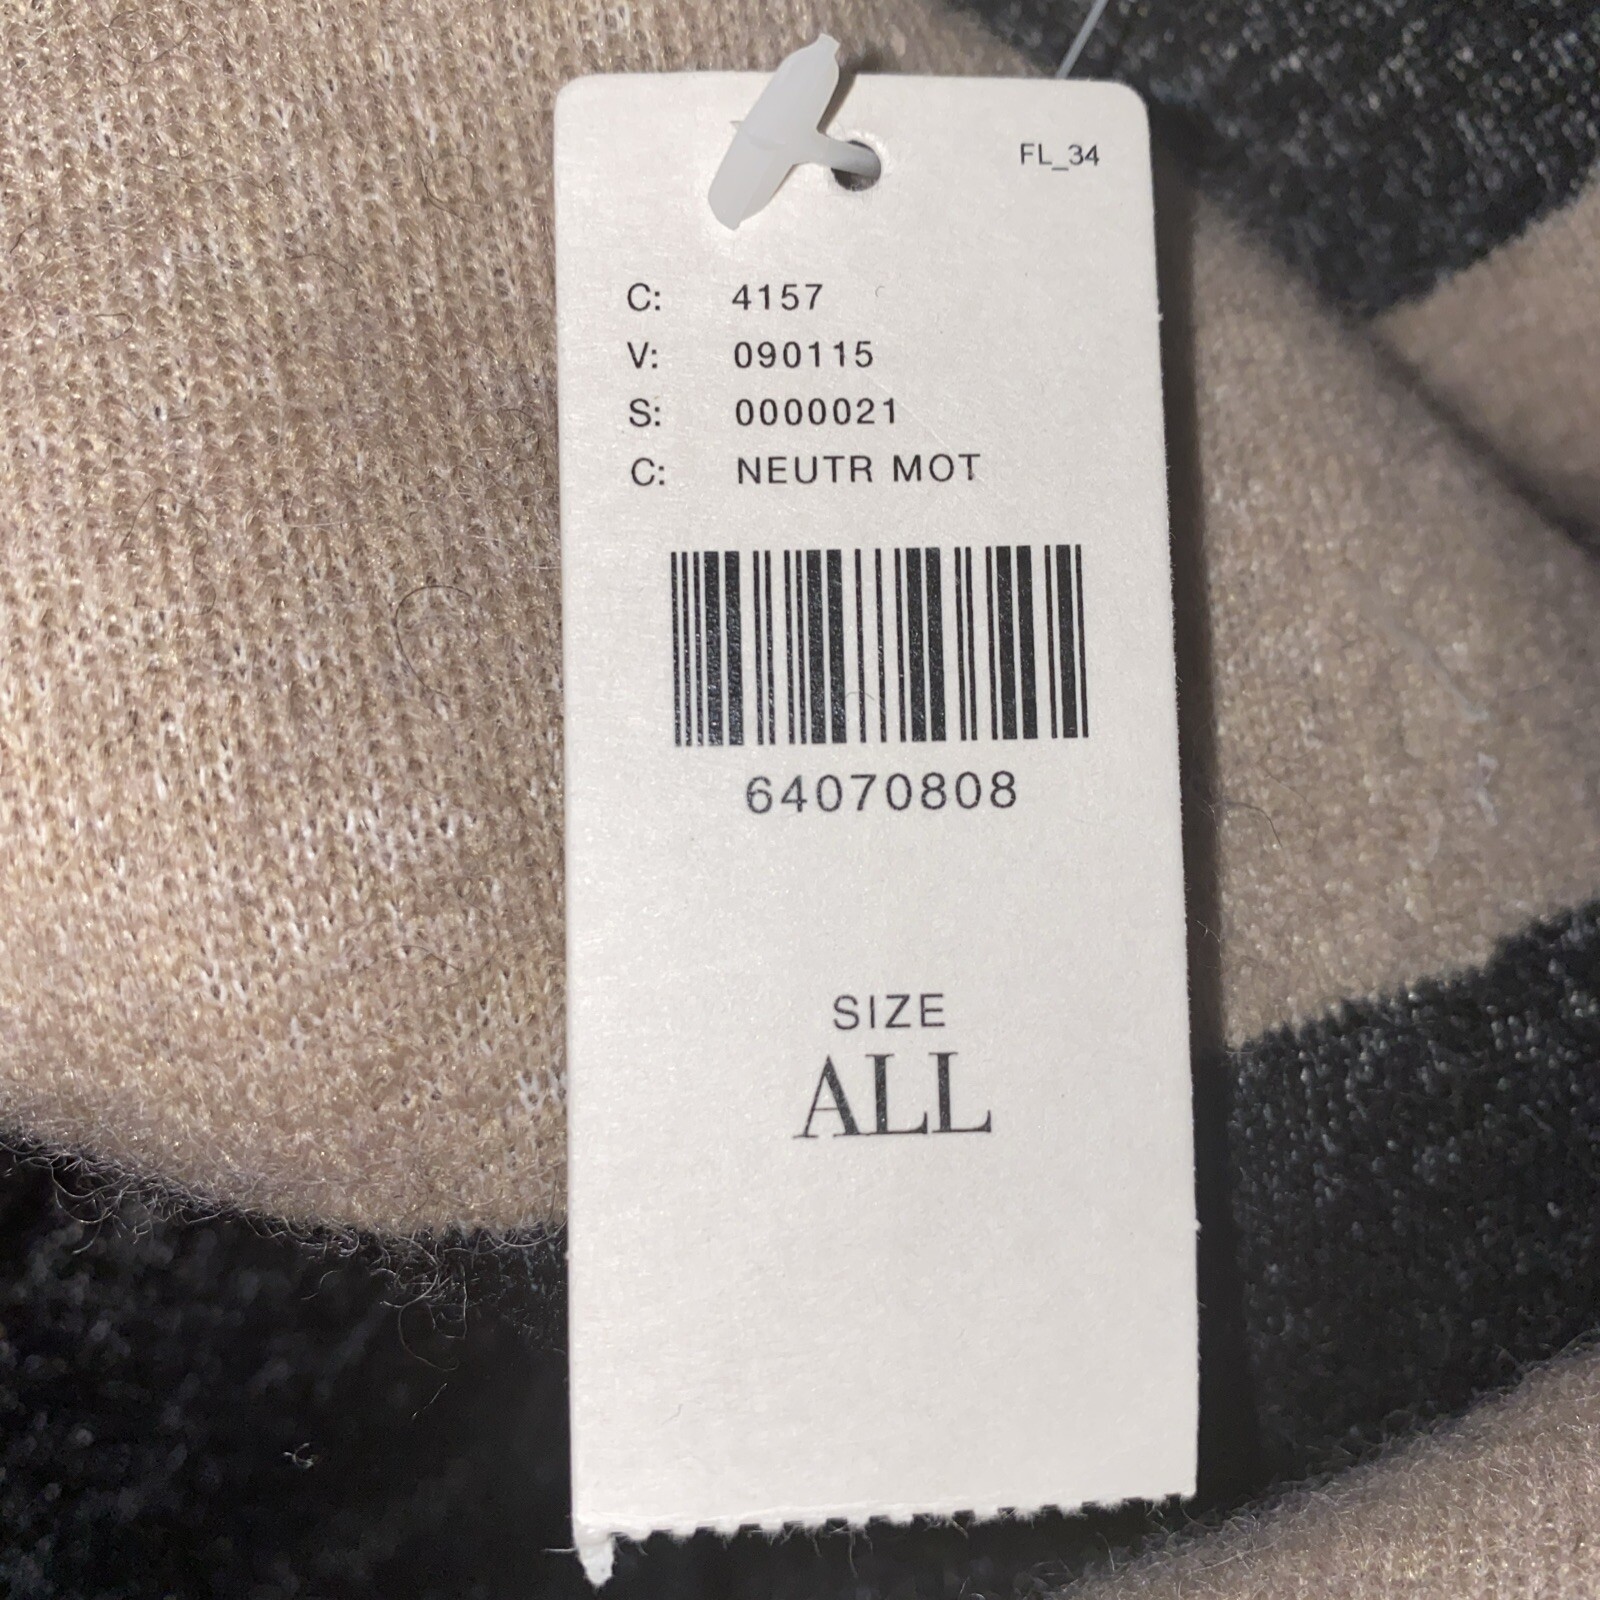 FL_34
C: 4157
V: 090115
S: 0000021
C: NEUTR MOT
64070808
SIZE
ALL